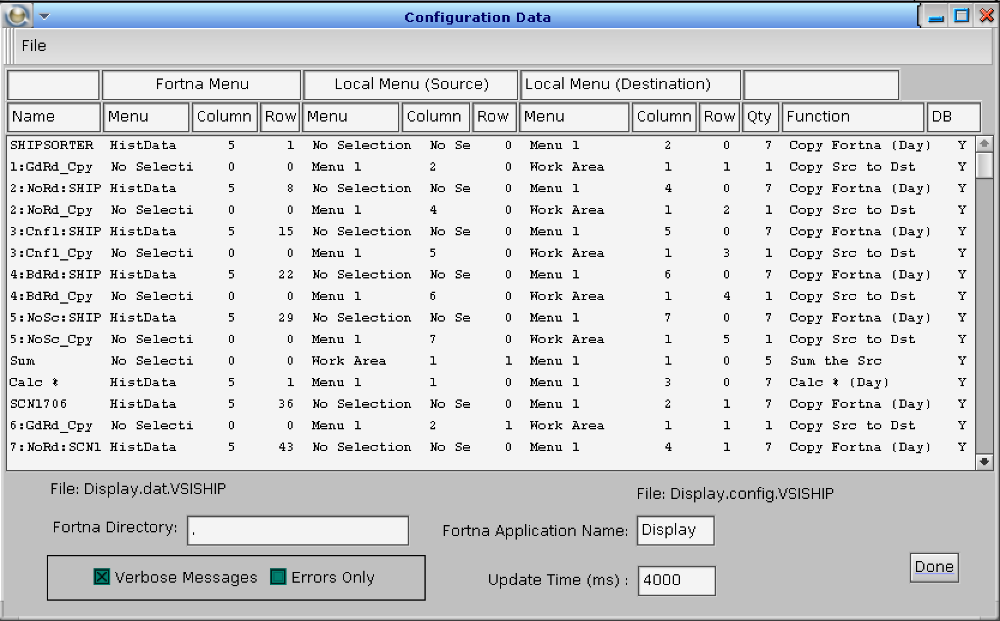 Configuration Data
File
Fortna Menu Local Menu (Source) Local Menu (Destination)
Name Menu Column Row Menu Column Row Menu Column Row Qty Function DB
SHIPSORTER HistData 5 1 No Selection No Se 0 Menu 1 2 0 7 Copy Fortna (Day) Y
1:GdRd_Cpy No Selecti 0 0 Menu 1 2 0 Work Area 1 1 1 Copy Src to Dst Y
2:NoRd:SHIP HistData 5 8 No Selection No Se 0 Menu 1 4 0 7 Copy Fortna (Day) Y
2:NoRd_Cpy No Selecti 0 0 Menu 1 4 0 Work Area 1 2 1 Copy Src to Dst Y
3:Cnfl:SHIP HistData 5 15 No Selection No Se 0 Menu 1 5 0 7 Copy Fortna (Day) Y
3:Cnfl_Cpy No Selecti 0 0 Menu 1 5 0 Work Area 1 3 1 Copy Src to Dst Y
4:BdRd:SHIP HistData 5 22 No Selection No Se 0 Menu 1 6 0 7 Copy Fortna (Day) Y
4:BdRd_Cpy No Selecti 0 0 Menu 1 6 0 Work Area 1 4 1 Copy Src to Dst Y
5:NoSc:SHIP HistData 5 29 No Selection No Se 0 Menu 1 7 0 7 Copy Fortna (Day) Y
5:NoSc_Cpy No Selecti 0 0 Menu 1 7 0 Work Area 1 5 1 Copy Src to Dst Y
Sum No Selecti 0 0 Work Area 1 1 Menu 1 1 0 5 Sum the Src Y
Calc % HistData 5 1 Menu 1 1 0 Menu 1 3 0 7 Calc % (Day) Y
SCN1706 HistData 5 36 No Selection No Se 0 Menu 1 2 1 7 Copy Fortna (Day) Y
6:GdRd_Cpy No Selecti 0 0 Menu 1 2 1 Work Area 1 1 1 Copy Src to Dst Y
7:NoRd:SCN1 HistData 5 43 No Selection No Se 0 Menu 1 4 1 7 Copy Fortna (Day) Y
File: Display.dat.VSISHIP
File: Display.config.VSISHIP
Fortna Directory: .
Fortna Application Name: Display
Verbose Messages Errors Only
Update Time (ms) : 4000
Done